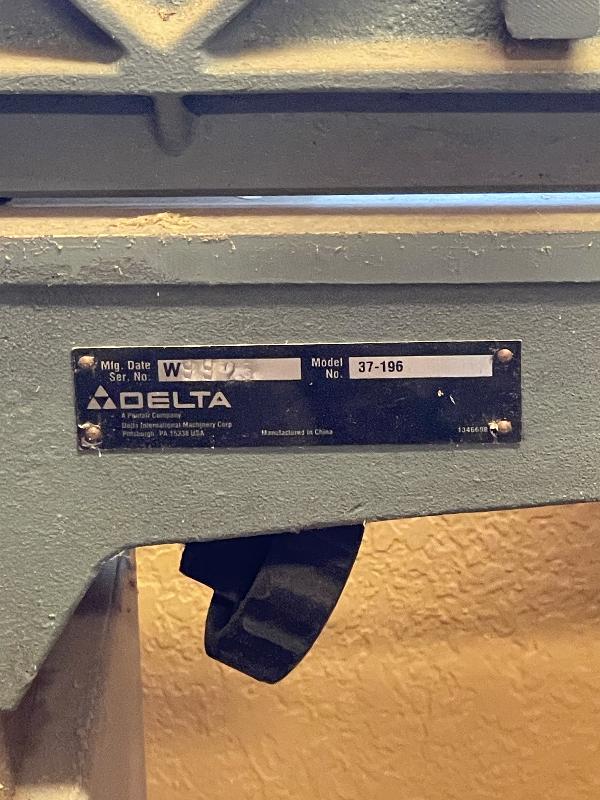 Mfg. Date
Ser. No.
W
Model
No.
37-196
DELTA
A Pentair Company
Delta International Machinery Corp
Pittsburgh, PA 15238 USA
Manufactured in China